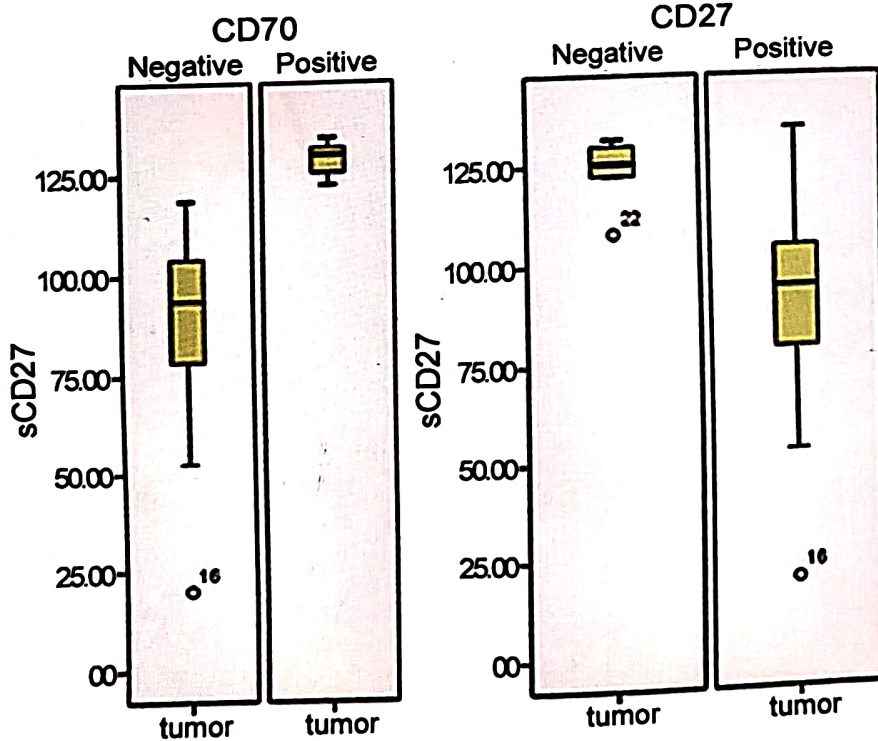 CD70
Negative Positive
sCD27
125.00
100.00
75.00
50.00
25.00
00
16
tumor tumor
CD27
Negative Positive
sCD27
125.00
100.00
75.00
50.00
25.00
00
22
16
tumor tumor